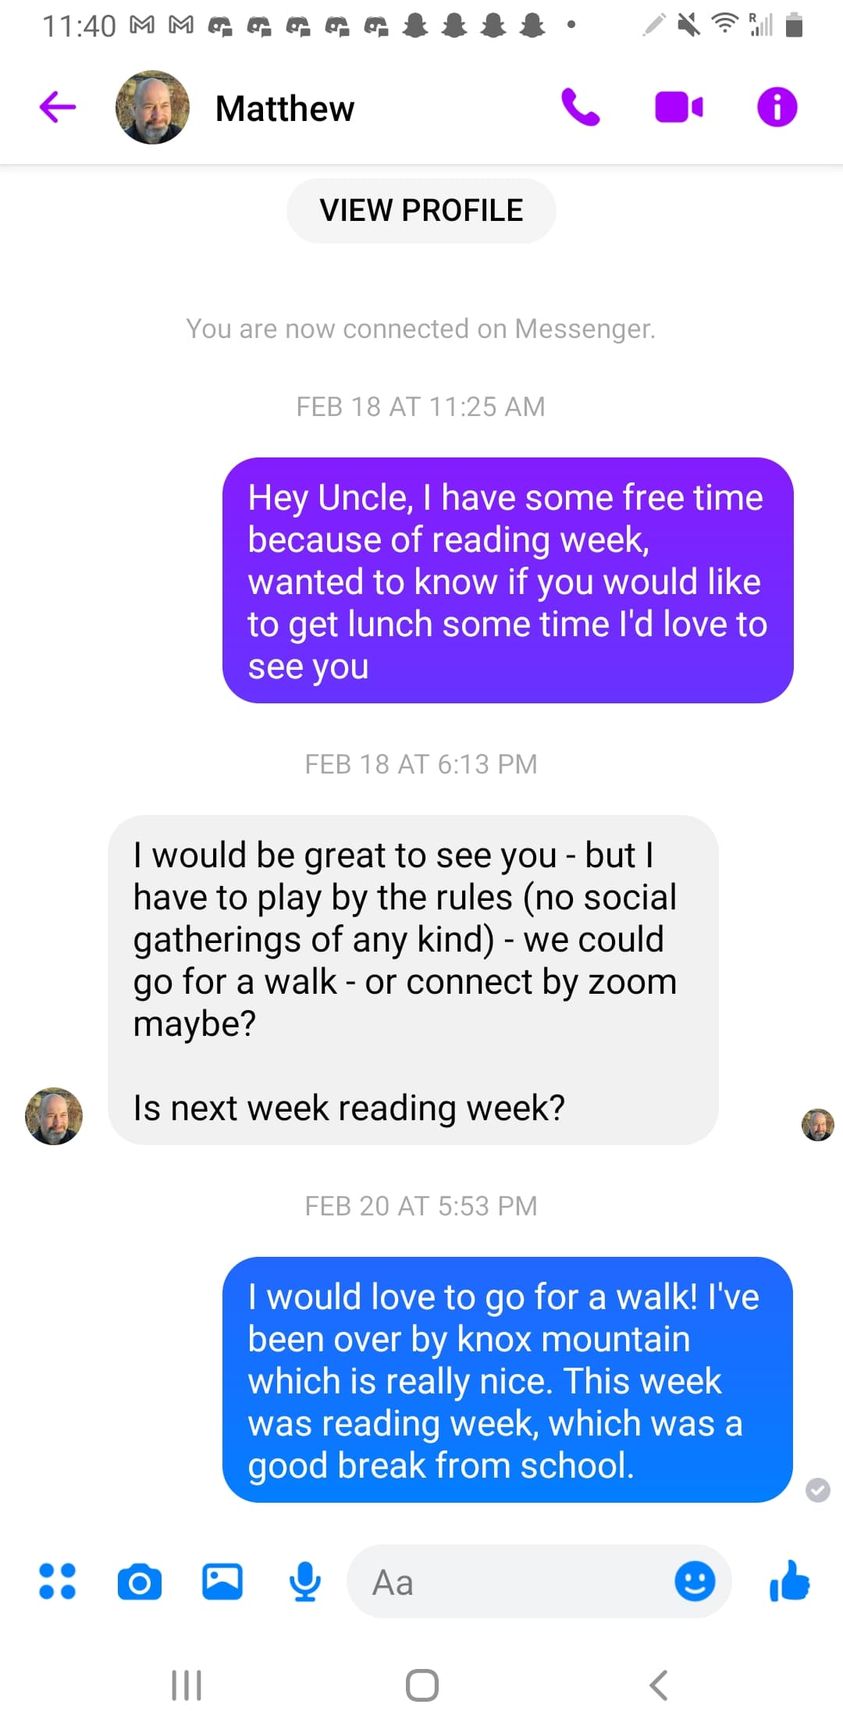 11:40
Matthew
VIEW PROFILE
You are now connected on Messenger.
FEB 18 AT 11:25 AM
Hey Uncle, I have some free time
because of reading week,
wanted to know if you would like
to get lunch some time I'd love to
see you
FEB 18 AT 6:13 PM
I would be great to see you - but I
have to play by the rules (no social
gatherings of any kind) - we could
go for a walk - or connect by zoom
maybe?
Is next week reading week?
FEB 20 AT 5:53 PM
I would love to go for a walk! I've
been over by knox mountain
which is really nice. This week
was reading week, which was a
good break from school.
Aa